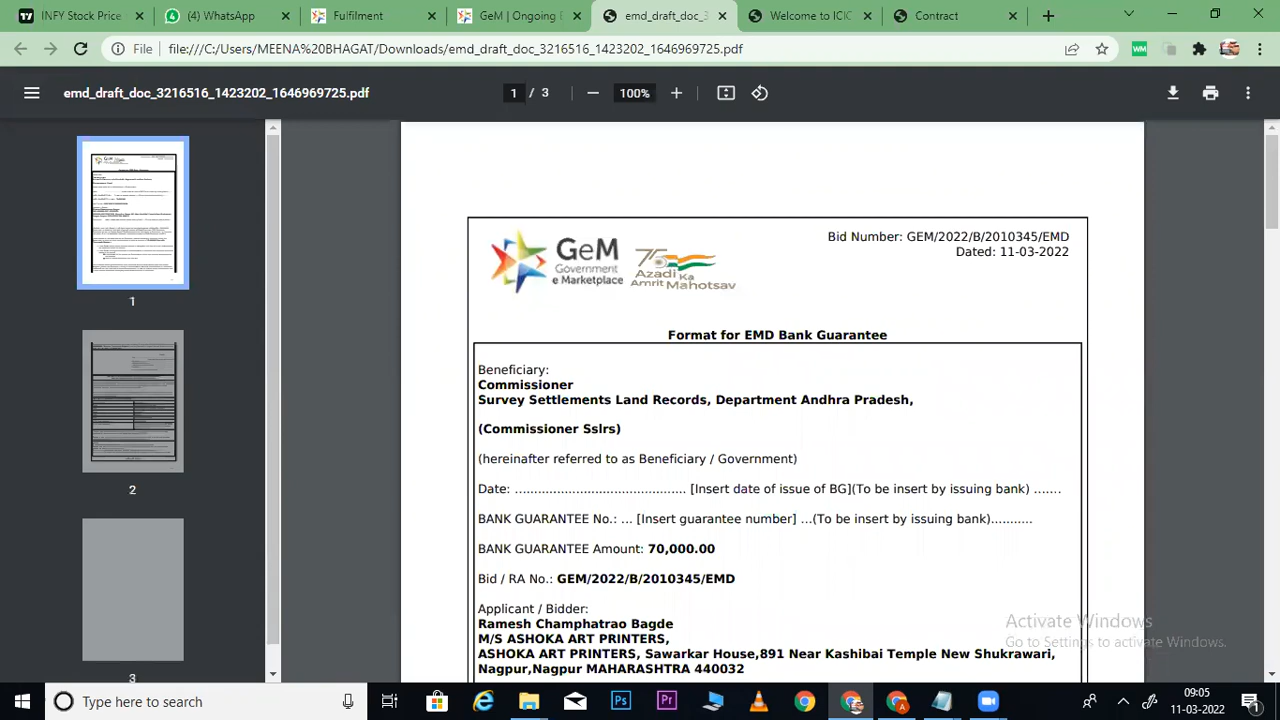 INFY Stock Price
(4) WhatsApp
Fulfilment
GeM | Ongoing B
emd_draft_doc_3
Welcome to ICIC
Contract
File
file:///C:/Users/MEENA%20BHAGAT/Downloads/emd_draft_doc_3216516_1423202_1646969725.pdf
emd_draft_doc_3216516_1423202_1646969725.pdf
1 / 3
100%
1
2
3
GeM
Government
e Marketplace
75
Azadi Ka
Amrit Mahotsav
Bid Number: GEM/2022/B/2010345/EMD
Dated: 11-03-2022
Format for EMD Bank Guarantee
Beneficiary:
Commissioner
Survey Settlements Land Records, Department Andhra Pradesh,
(Commissioner Sslrs)
(hereinafter referred to as Beneficiary / Government)
Date: ............................................ [Insert date of issue of BG](To be insert by issuing bank) .......
BANK GUARANTEE No.: ... [Insert guarantee number] ...(To be insert by issuing bank)...........
BANK GUARANTEE Amount: 70,000.00
Bid / RA No.: GEM/2022/B/2010345/EMD
Applicant / Bidder:
Ramesh Champhatrao Bagde
M/S ASHOKA ART PRINTERS,
ASHOKA ART PRINTERS, Sawarkar House,891 Near Kashibai Temple New Shukrawari,
Nagpur,Nagpur MAHARASHTRA 440032
Activate Windows
Go to Settings to activate Windows.
Type here to search
Ps
Pr
09:05
11-03-2022